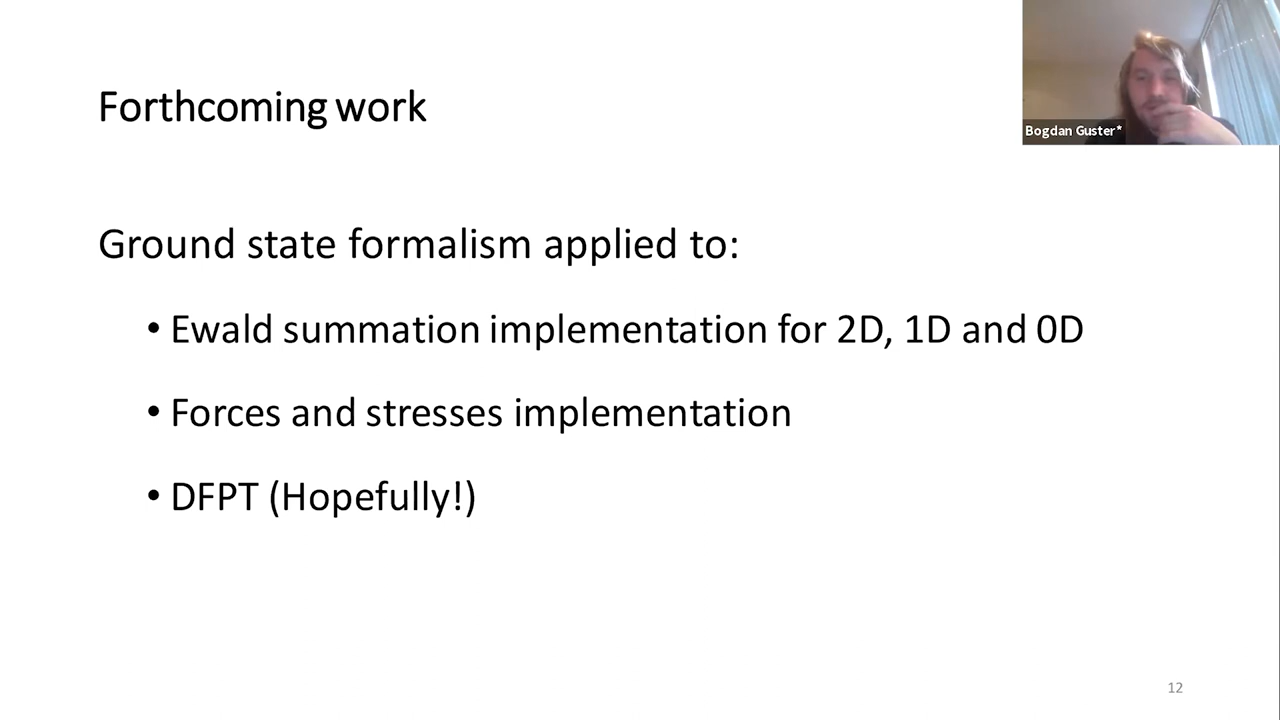 Forthcoming work
Bogdan Guster*
Ground state formalism applied to:
• Ewald summation implementation for 2D, 1D and 0D
• Forces and stresses implementation
• DFPT (Hopefully!)
12